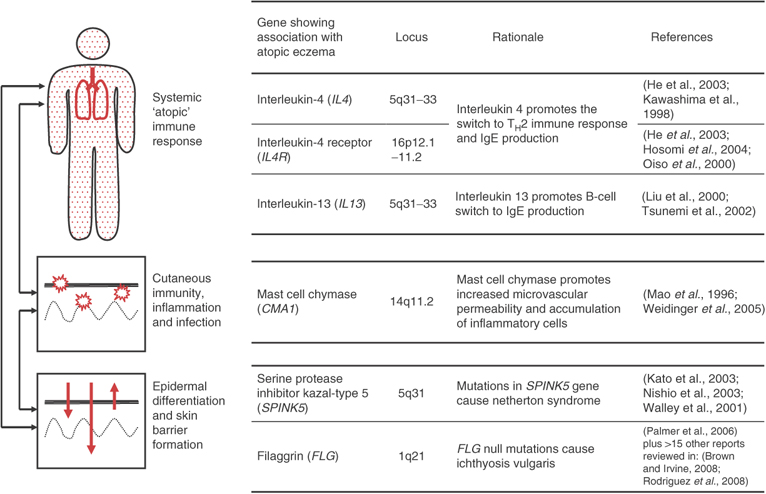 Gene showing
association with
atopic eczema
Locus
Rationale
References
Systemic
'atopic'
immune
response
Interleukin-4 (IL4)
5q31–33
Interleukin 4 promotes the
switch to TH2 immune response
and IgE production
(He et al., 2003;
Kawashima et al.,
1998)
Interleukin-4 receptor
(IL4R)
16p12.1
–11.2
(He et al., 2003;
Hosomi et al., 2004;
Oiso et al., 2000)
Interleukin-13 (IL13)
5q31–33
Interleukin 13 promotes B-cell
switch to IgE production
(Liu et al., 2000;
Tsunemi et al., 2002)
Cutaneous
immunity,
inflammation
and infection
Mast cell chymase
(CMA1)
14q11.2
Mast cell chymase promotes
increased microvascular
permeability and accumulation
of inflammatory cells
(Mao et al., 1996;
Weidinger et al., 2005)
Epidermal
differentiation
and skin
barrier
formation
Serine protease
inhibitor kazal-type 5
(SPINK5)
5q31
Mutations in SPINK5 gene
cause netherton syndrome
(Kato et al., 2003;
Nishio et al., 2003;
Walley et al., 2001)
Filaggrin (FLG)
1q21
FLG null mutations cause
ichthyosis vulgaris
(Palmer et al., 2006)
plus >15 other reports
reviewed in: (Brown
and Irvine, 2008;
Rodriguez et al., 2008)